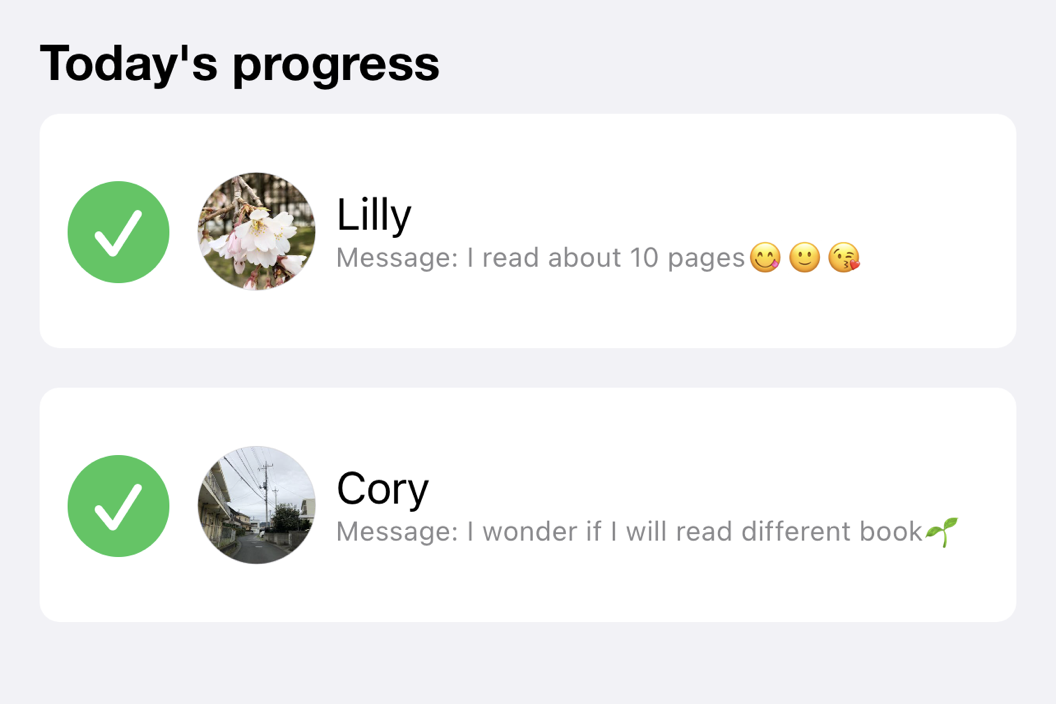 Today's progress
Lilly
Message: I read about 10 pages😋🙂😘
Cory
Message: I wonder if I will read different book🌱